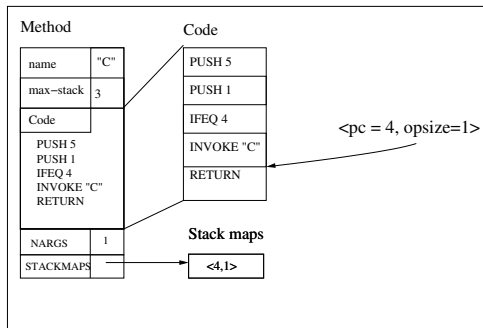 Method
name "C"
max-stack 3
Code
PUSH 5
PUSH 1
IFEQ 4
INVOKE "C"
RETURN
NARGS 1
STACKMAPS
Code
PUSH 5
PUSH 1
IFEQ 4
INVOKE "C"
RETURN
<pc = 4, opsize=1>
Stack maps
<4,1>